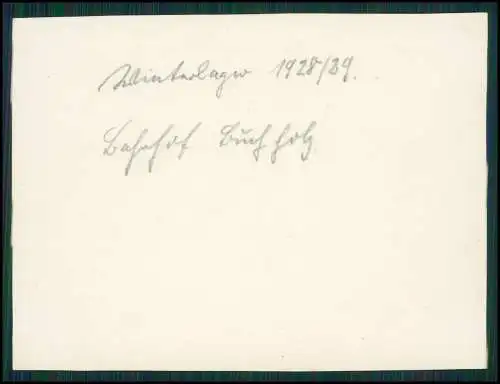 Winterlager 1928/29.
Bahnhof Buchholz